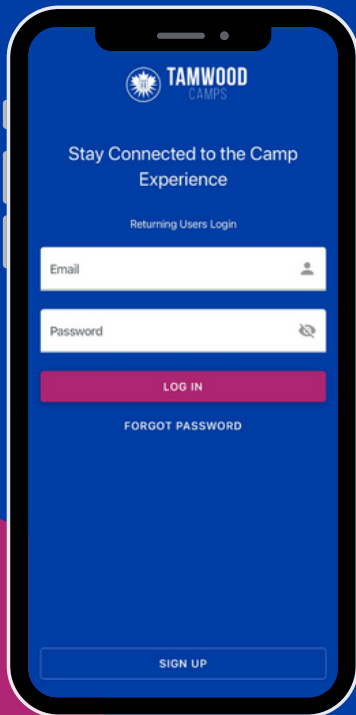 TAMWOOD
CAMPS
Stay Connected to the Camp
Experience
Returning Users Login
Email
Password
LOG IN
FORGOT PASSWORD
SIGN UP